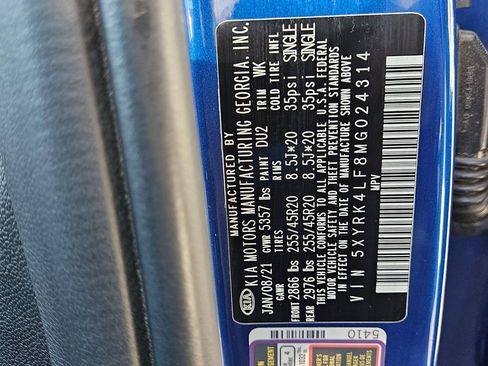 MANUFACTURED BY
KIA MOTORS MANUFACTURING GEORGIA, INC.
JAN/08/21 PAINT DU2 TRIM WK
GVWR 5357 lbs
GAWR RIMS COLD TIRE INFL
FRONT 2866 lbs 255/45R20 8.5J*20 35psi SINGLE
REAR 2976 lbs 255/45R20 8.5J*20 35psi SINGLE
THIS VEHICLE CONFORMS TO ALL APPLICABLE U.S.A. FEDERAL
MOTOR VEHICLE SAFETY AND THEFT PREVENTION STANDARDS
IN EFFECT ON THE DATE OF MANUFACTURE SHOWN ABOVE
VIN 5XYRK4LF8MG024314
MPV
KIA
5410